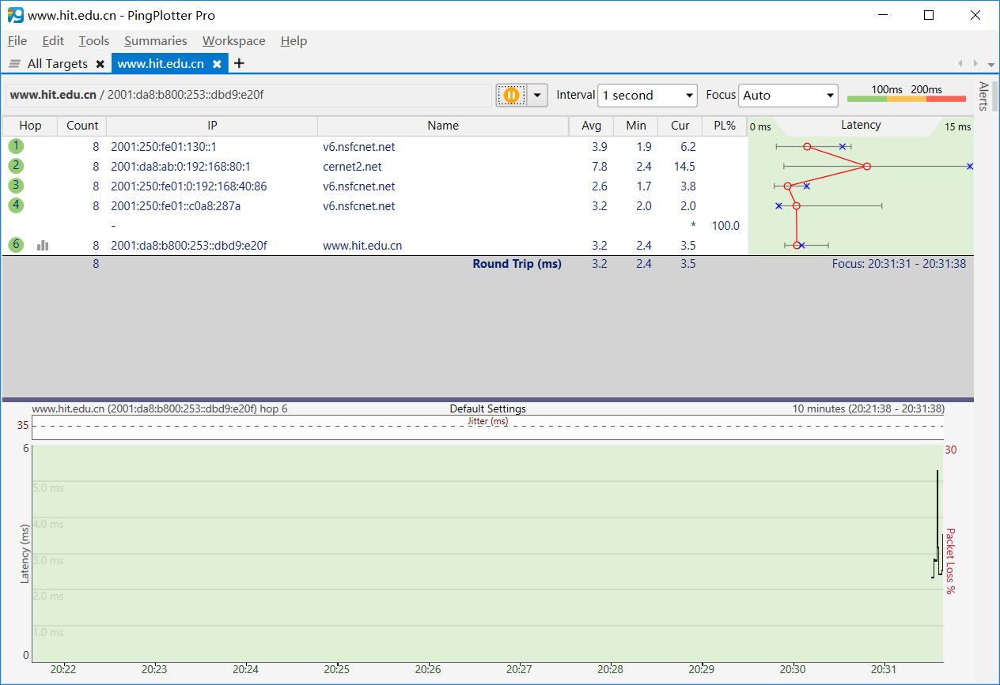 www.hit.edu.cn - PingPlotter Pro
File Edit Tools Summaries Workspace Help
All Targets www.hit.edu.cn
www.hit.edu.cn / 2001:da8:b800:253::dbd9:e20f Interval 1 second Focus Auto 100ms 200ms
Alerts
Hop Count IP Name Avg Min Cur PL% 0 ms Latency 15 ms
1 8 2001:250:fe01:130::1 v6.nsfcnet.net 3.9 1.9 6.2
2 8 2001:da8:ab:0:192:168:80:1 cernet2.net 7.8 2.4 14.5
3 8 2001:250:fe01:0:192:168:40:86 v6.nsfcnet.net 2.6 1.7 3.8
4 8 2001:250:fe01::c0a8:287a v6.nsfcnet.net 3.2 2.0 2.0
- * 100.0
6 8 2001:da8:b800:253::dbd9:e20f www.hit.edu.cn 3.2 2.4 3.5
8 Round Trip (ms) 3.2 2.4 3.5 Focus: 20:31:31 - 20:31:38
www.hit.edu.cn (2001:da8:b800:253::dbd9:e20f) hop 6 Default Settings 10 minutes (20:21:38 - 20:31:38)
35 Jitter (ms)
6 30
5.0 ms
4.0 ms
3.0 ms
2.0 ms
1.0 ms
0
Latency (ms)
Packet Loss %
20:22 20:23 20:24 20:25 20:26 20:27 20:28 20:29 20:30 20:31